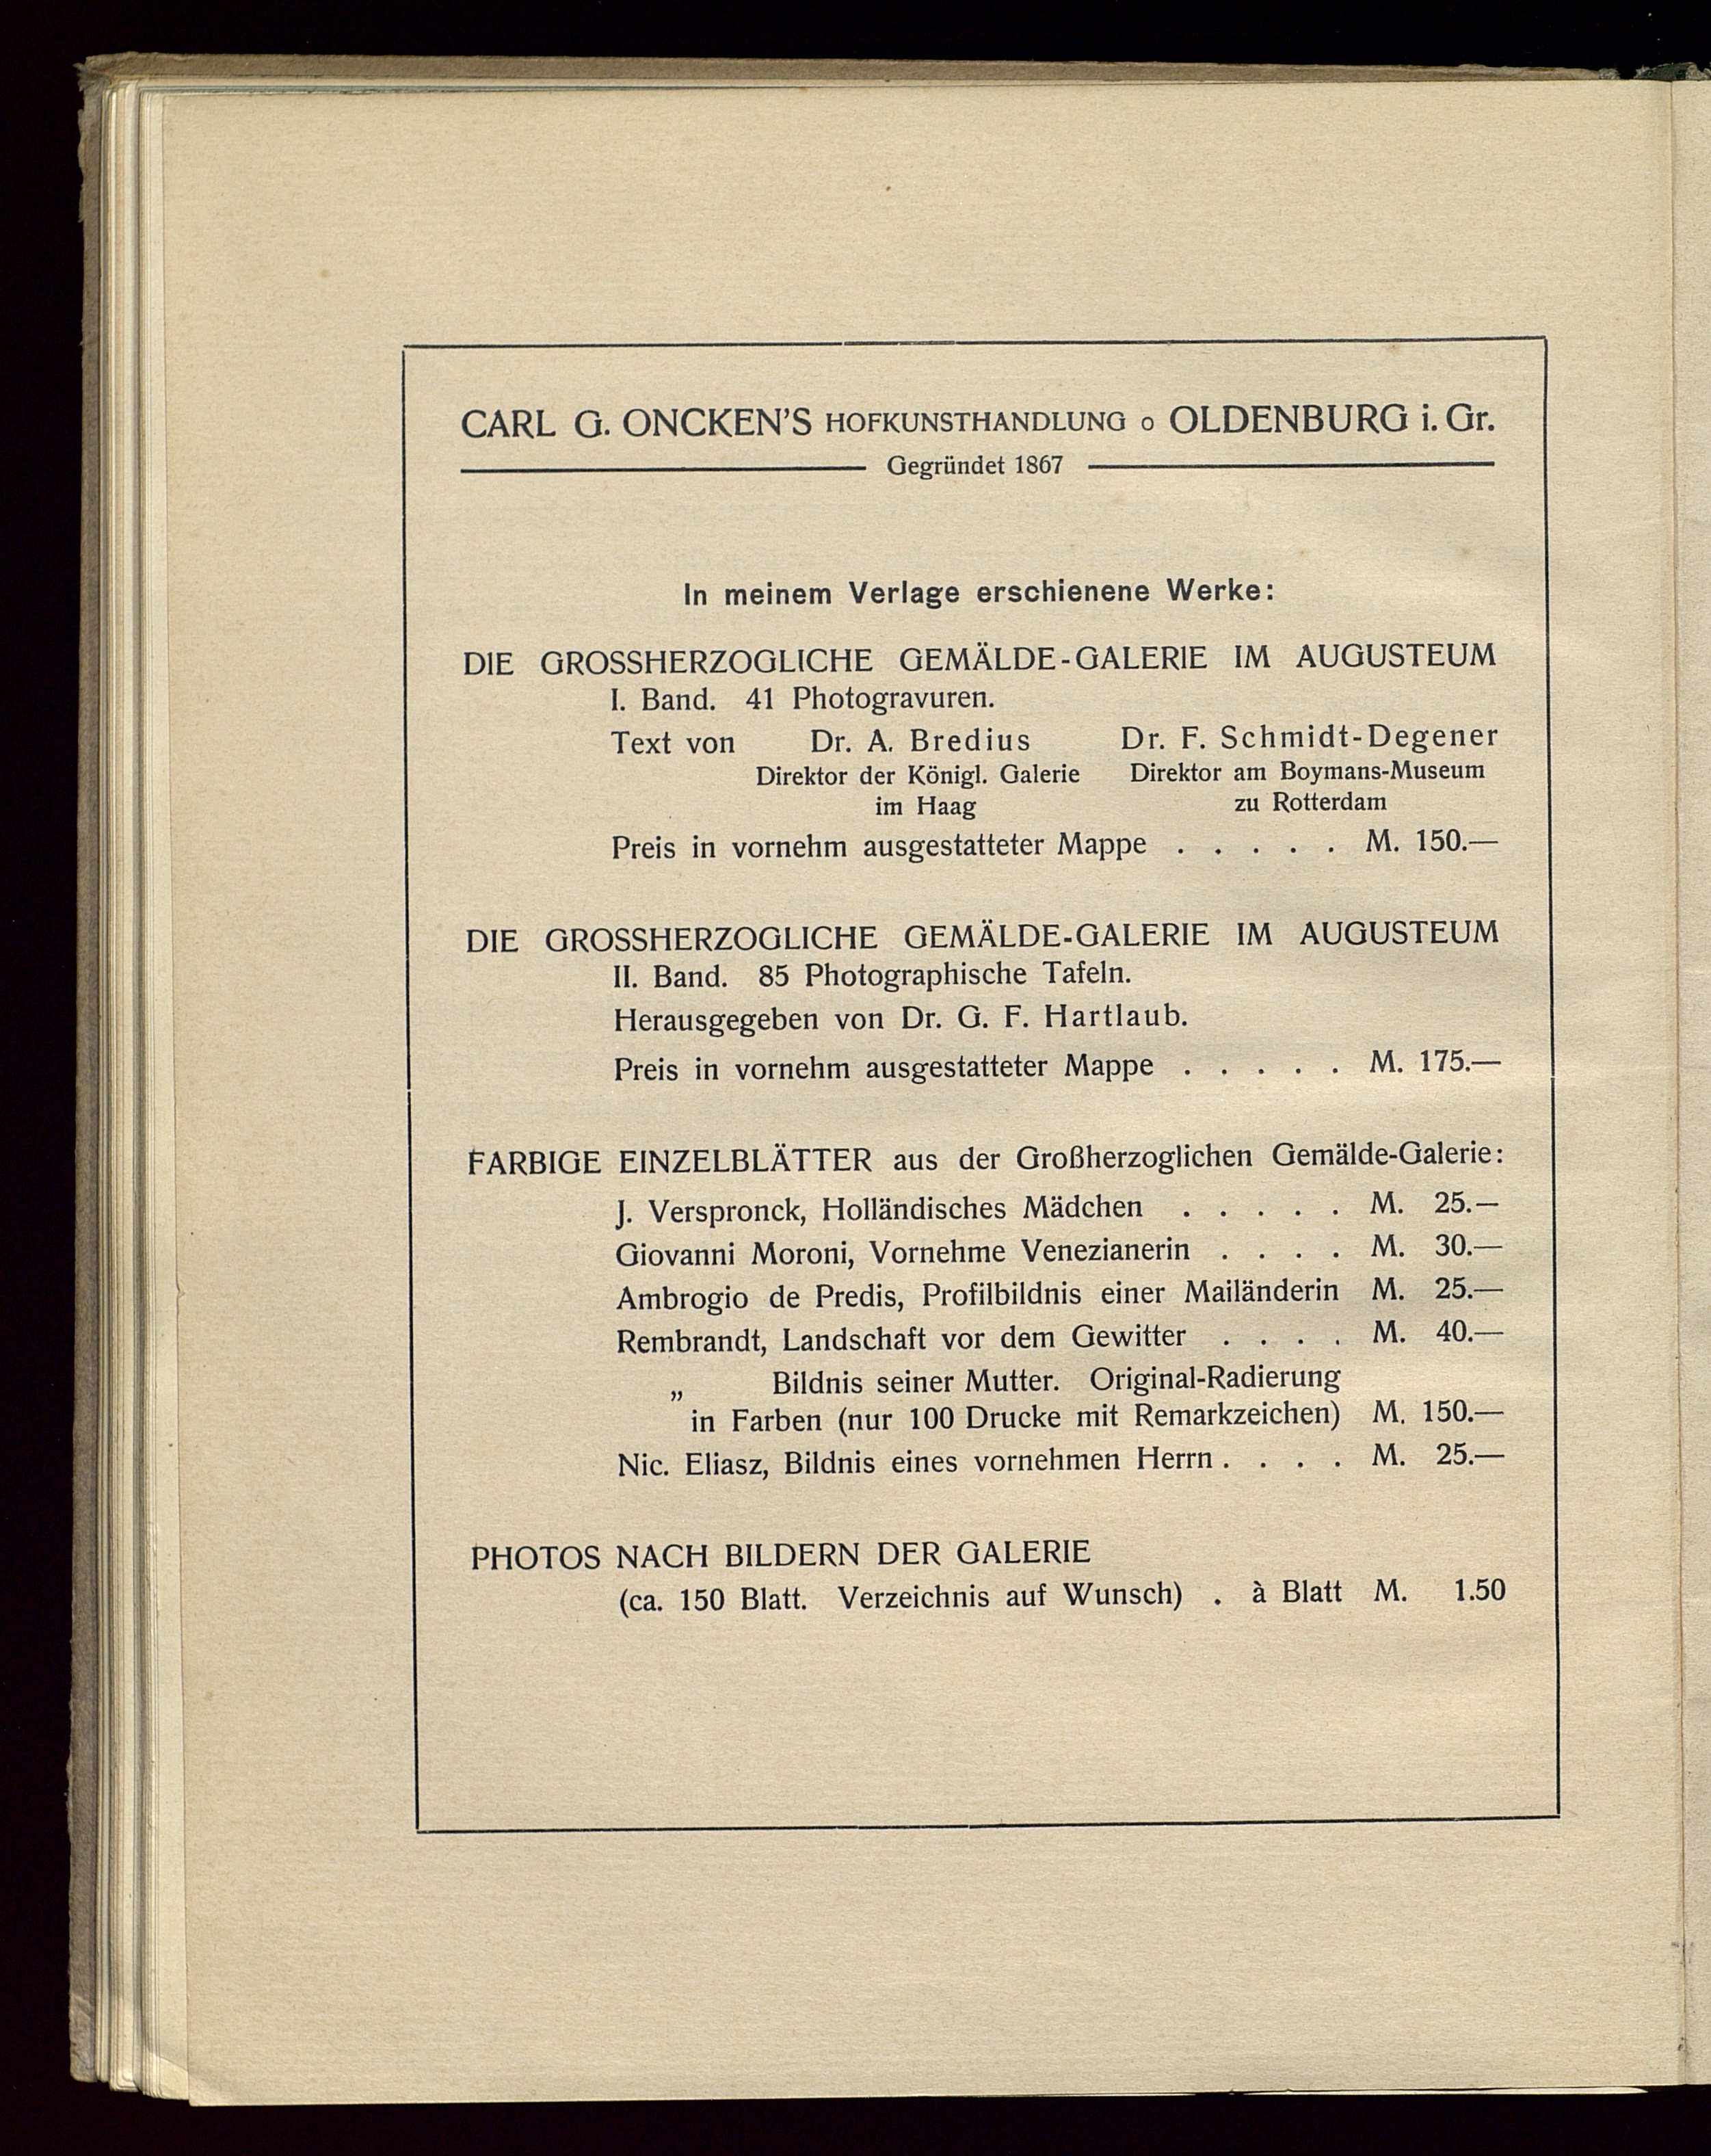 CARL G. ONCKEN'S HOFKUNSTHANDLUNG o OLDENBURG i. Gr.
Gegründet 1867
In meinem Verlage erschienene Werke:
DIE GROSSHERZOGLICHE GEMÄLDE-GALERIE IM AUGUSTEUM
I. Band. 41 Photogravuren.
Text von Dr. A. Bredius Dr. F. Schmidt-Degener
Direktor der Königl. Galerie Direktor am Boymans-Museum
im Haag zu Rotterdam
Preis in vornehm ausgestatteter Mappe . . . . . M. 150.—
DIE GROSSHERZOGLICHE GEMÄLDE-GALERIE IM AUGUSTEUM
II. Band. 85 Photographische Tafeln.
Herausgegeben von Dr. G. F. Hartlaub.
Preis in vornehm ausgestatteter Mappe . . . . . M. 175.—
FARBIGE EINZELBLÄTTER aus der Großherzoglichen Gemälde-Galerie:
J. Verspronck, Holländisches Mädchen . . . . . M. 25.—
Giovanni Moroni, Vornehme Venezianerin . . . . M. 30.—
Ambrogio de Predis, Profilbildnis einer Mailänderin M. 25.—
Rembrandt, Landschaft vor dem Gewitter . . . . M. 40.—
„ Bildnis seiner Mutter. Original-Radierung
in Farben (nur 100 Drucke mit Remarkzeichen) M. 150.—
Nic. Eliasz, Bildnis eines vornehmen Herrn . . . . M. 25.—
PHOTOS NACH BILDERN DER GALERIE
(ca. 150 Blatt. Verzeichnis auf Wunsch) . à Blatt M. 1.50